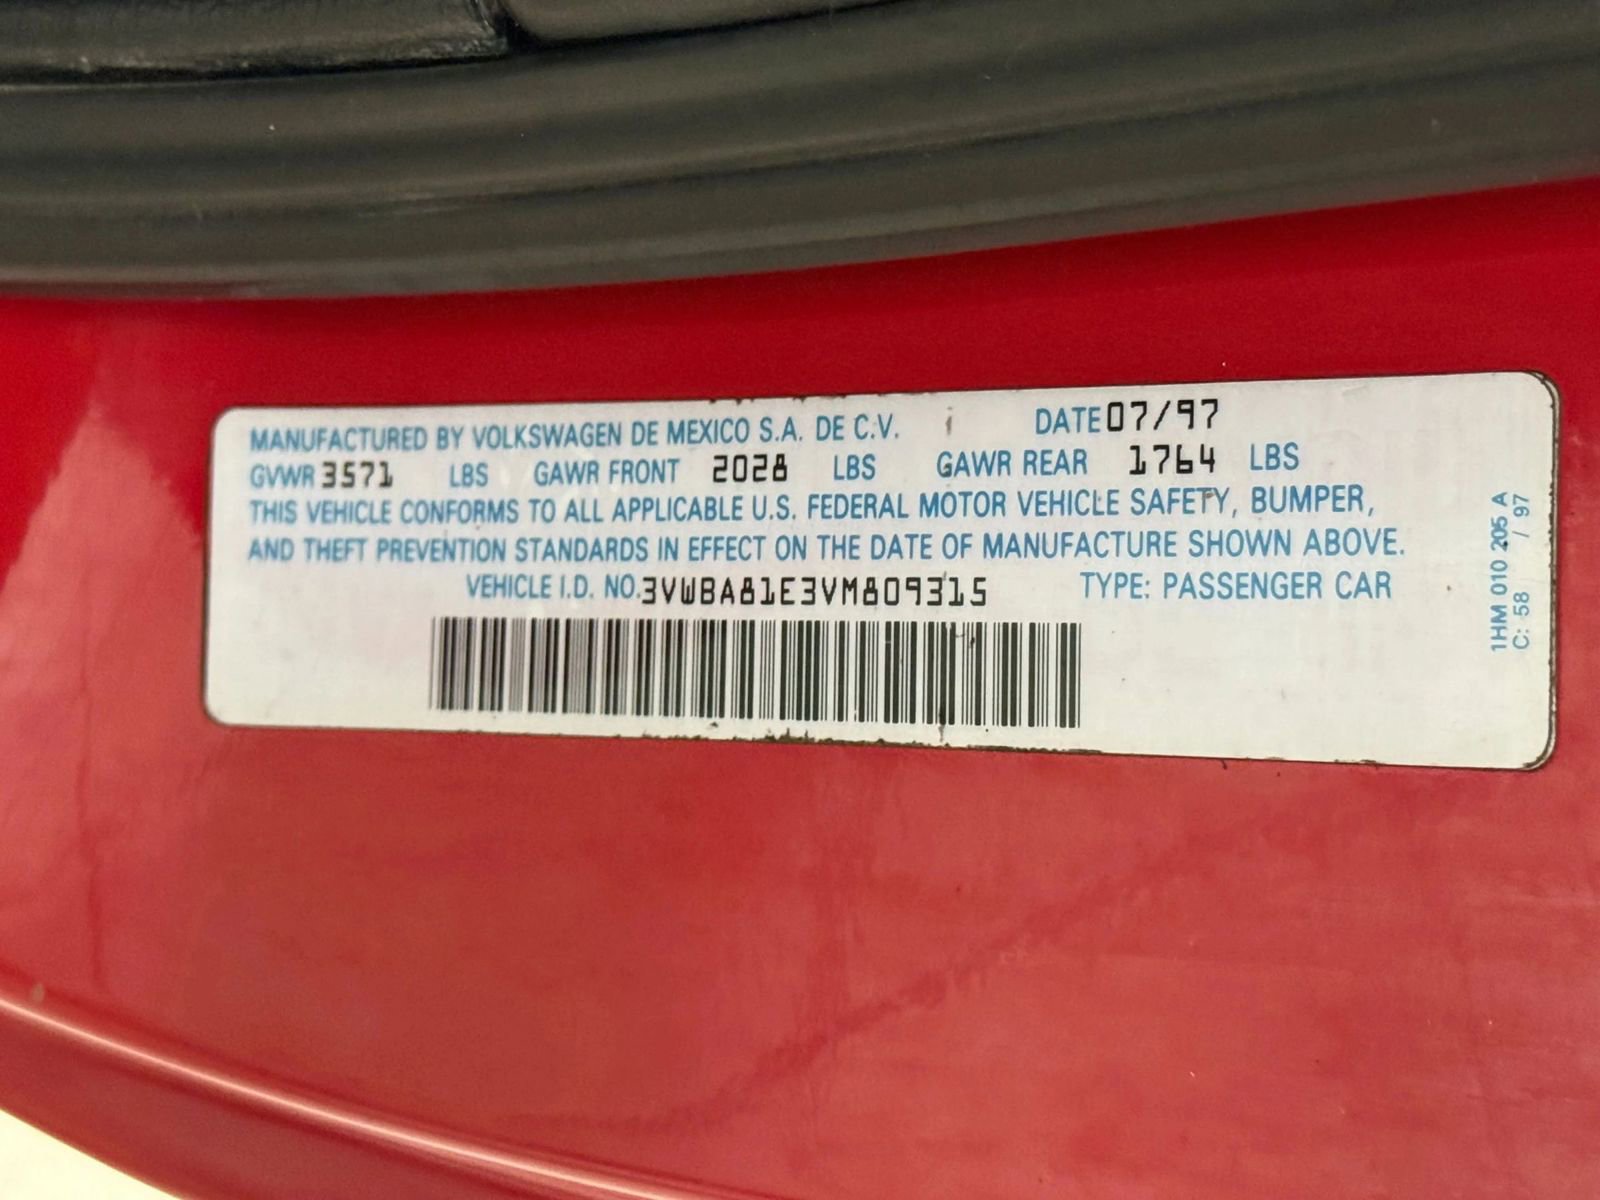 MANUFACTURED BY VOLKSWAGEN DE MEXICO S.A. DE C.V. DATE 07/97
GVWR 3571 LBS GAWR FRONT 2028 LBS GAWR REAR 1764 LBS
THIS VEHICLE CONFORMS TO ALL APPLICABLE U.S. FEDERAL MOTOR VEHICLE SAFETY, BUMPER,
AND THEFT PREVENTION STANDARDS IN EFFECT ON THE DATE OF MANUFACTURE SHOWN ABOVE.
VEHICLE I.D. NO. 3VWBA81E3VM809315 TYPE: PASSENGER CAR
1HM 010 205 A
C: 58 / 97